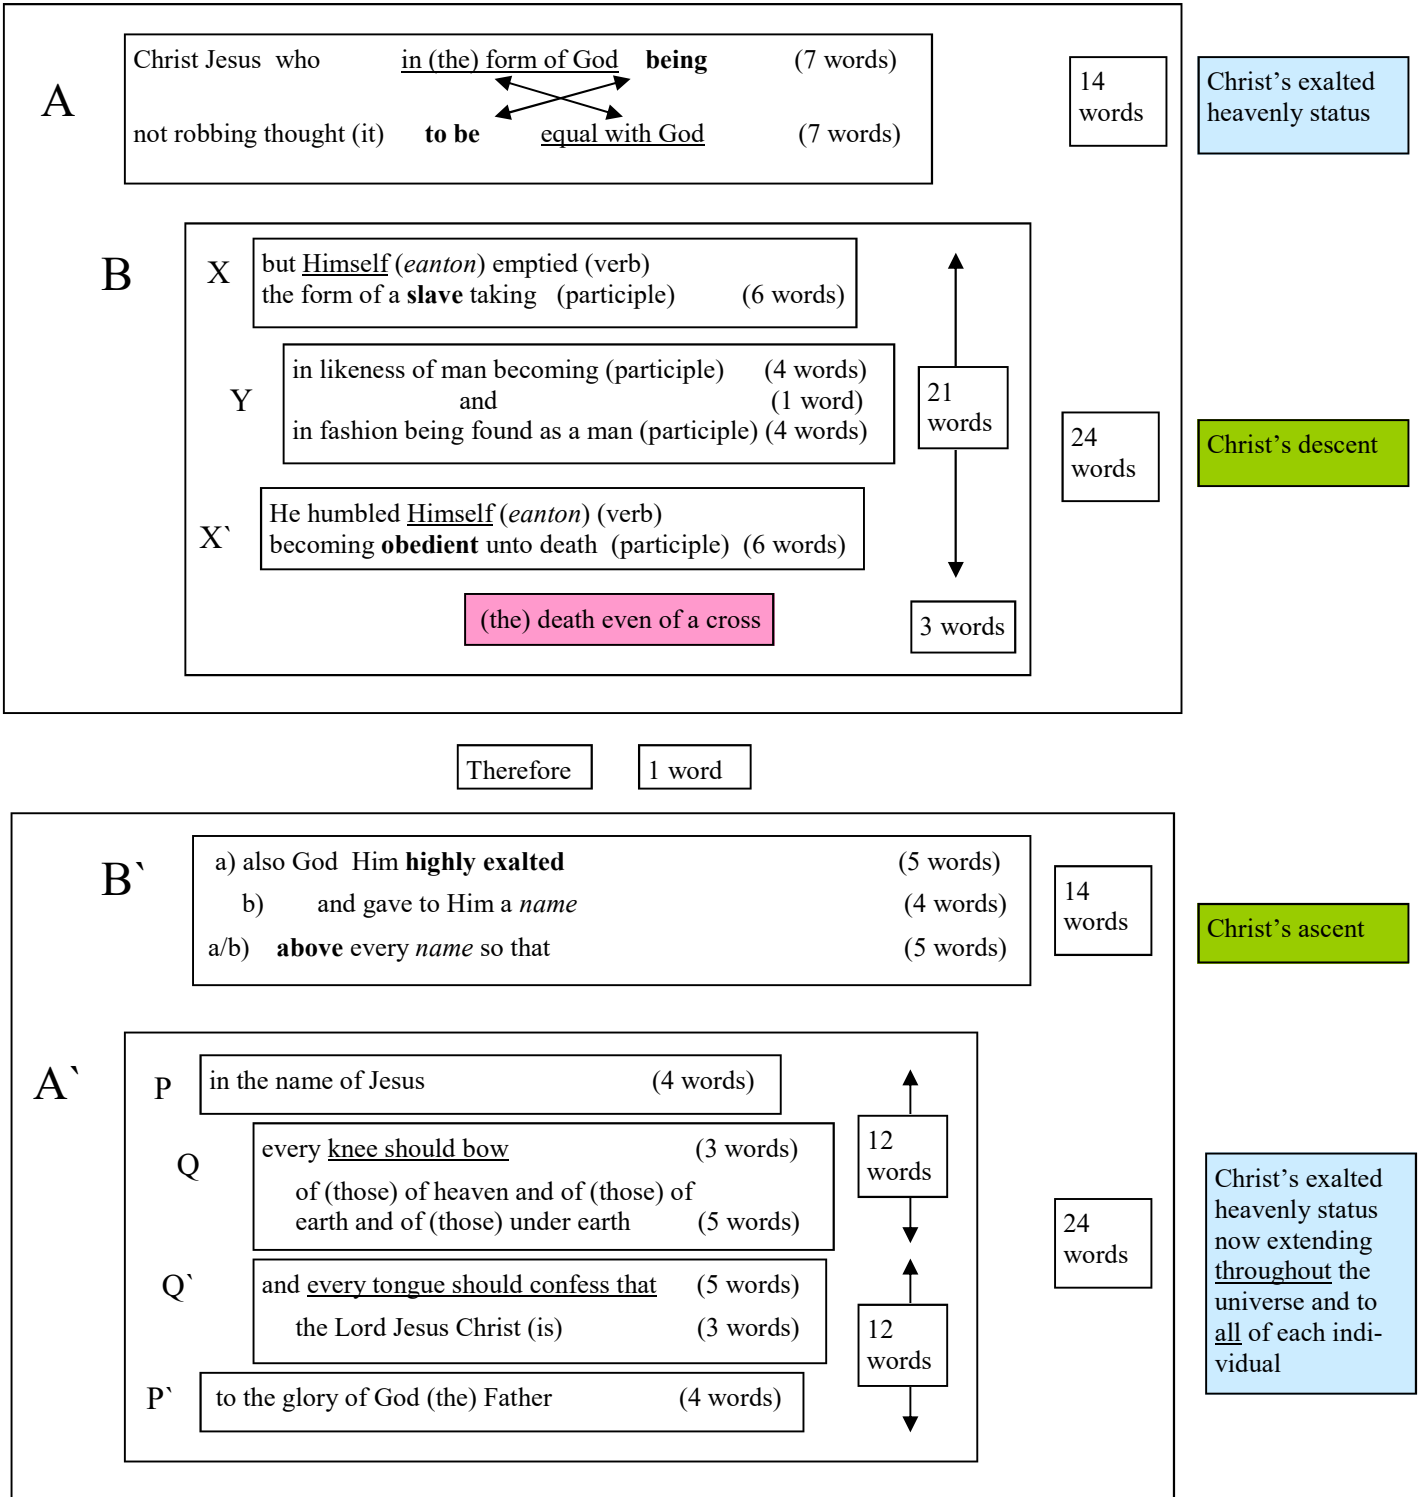 Christ Jesus who in (the) form of God being (7 words)
A
not robbing thought (it) to be equal with God (7 words)
14
words
Christ’s exalted
heavenly status
B
X
but Himself (eanton) emptied (verb)
the form of a slave taking (participle) (6 words)
Y
in likeness of man becoming (participle) (4 words)
and (1 word)
in fashion being found as a man (participle) (4 words)
X`
He humbled Himself (eanton) (verb)
becoming obedient unto death (participle) (6 words)
(the) death even of a cross
21
words
3 words
24
words
Christ’s descent
Therefore
1 word
B`
a) also God Him highly exalted (5 words)
b) and gave to Him a name (4 words)
a/b) above every name so that (5 words)
14
words
Christ’s ascent
A`
P
in the name of Jesus (4 words)
Q
every knee should bow (3 words)
of (those) of heaven and of (those) of
earth and of (those) under earth (5 words)
12
words
Q`
and every tongue should confess that (5 words)
the Lord Jesus Christ (is) (3 words)
P`
to the glory of God (the) Father (4 words)
12
words
24
words
Christ’s exalted
heavenly status
now extending
throughout the
universe and to
all of each indi-
vidual